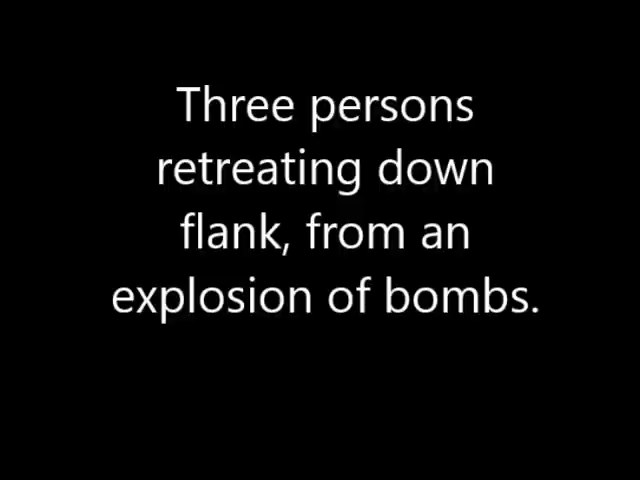 Three persons
retreating down
flank, from an
explosion of bombs.